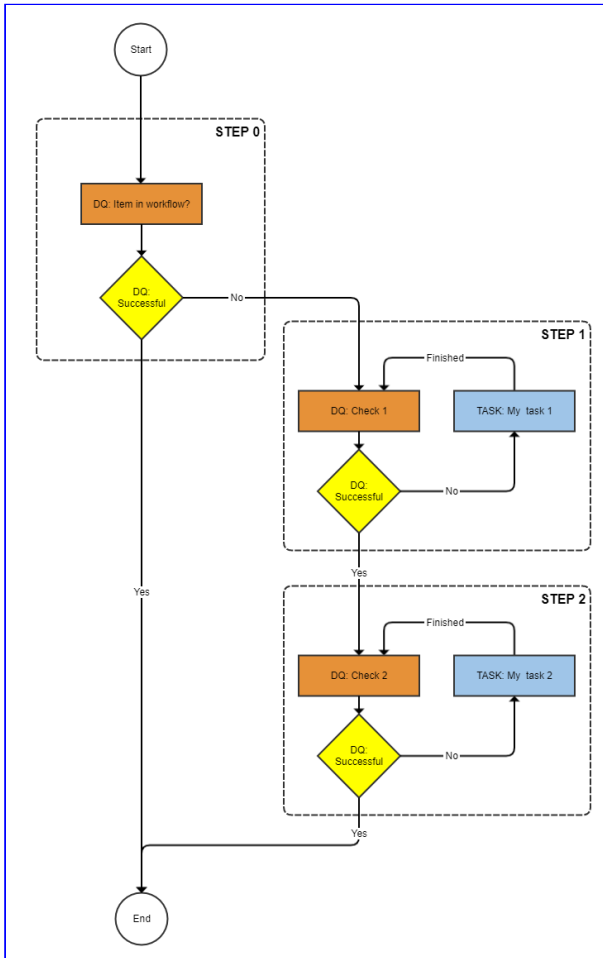 Start
STEP 0
DQ: Item in workflow?
DQ:
Successful
No
STEP 1
Finished
DQ: Check 1
TASK: My  task 1
DQ:
Successful
No
Yes
Yes
STEP 2
Finished
DQ: Check 2
TASK: My  task 2
DQ:
Successful
No
Yes
End